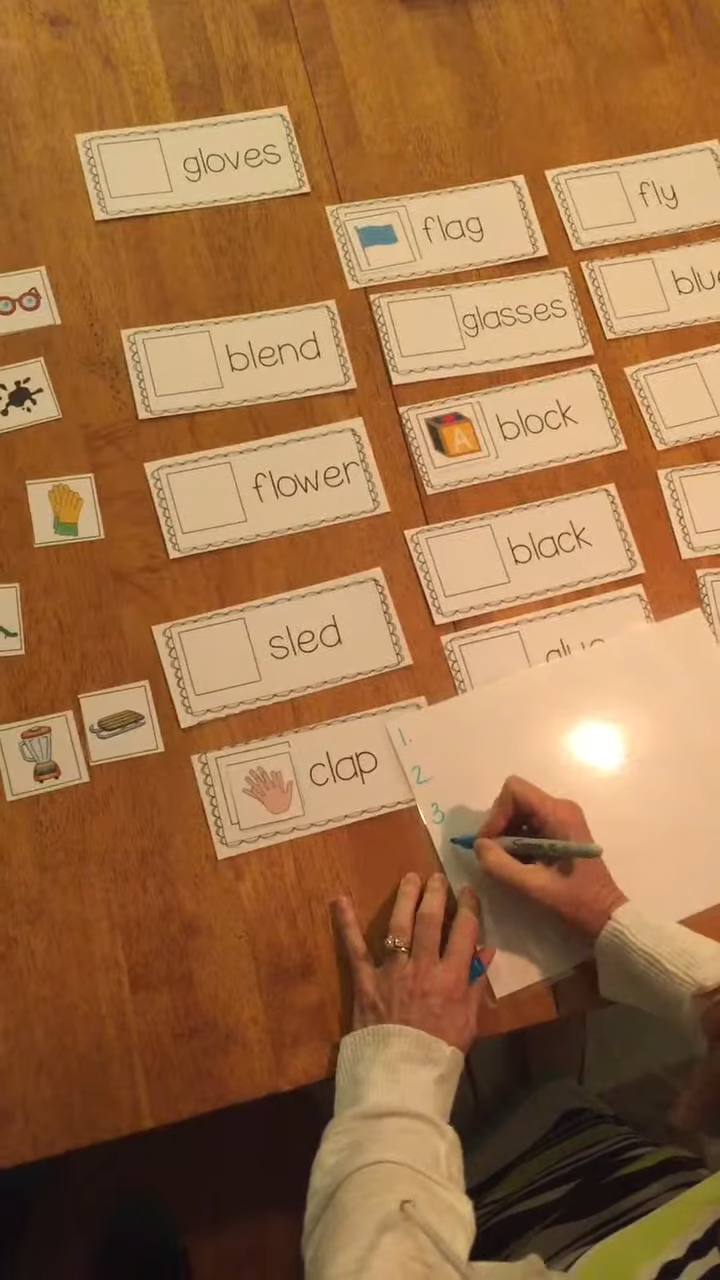 gloves
flag
fly
glasses
blend
block
A
flower
black
sled
clap
1.
2
3